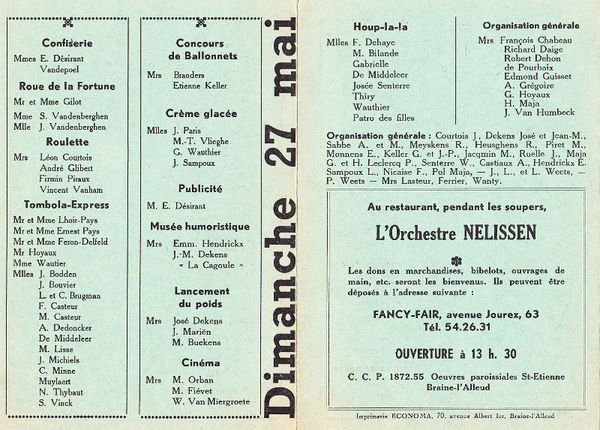 Confiserie
Mmes E. Désirant
Vandepoel
Roue de la Fortune
Mr et Mme Gilot
Mme S. Vandenberghen
Mlle J. Vandenberghen
Roulette
Mrs Léon Courtois
André Glibert
Firmin Piraux
Vincent Vanham
Tombola-Express
Mr et Mme Lhoir-Pays
Mr et Mme Ernest Pays
Mr et Mme Feron-Delfeld
Mr Hoyaux
Mme Wautier
Mlles J. Bodden
J. Bouvier
L. et C. Brugman
F. Casteur
M. Casteur
A. Dedoncker
De Middeleer
M. Lisse
J. Michiels
C. Minne
Muylaert
N. Thybaut
S. Vinck
Concours
de Ballonnets
Mrs Branders
Etienne Keller
Crème glacée
Mlles J. Paris
M.-T. Vlieghe
G. Wauthier
J. Sampoux
Publicité
M. E. Désirant
Musée humoristique
Mrs Emm. Hendrickx
J.-M. Dekens
« La Cagoule »
Lancement
du poids
Mrs José Dekens
J. Mariën
M. Buekens
Cinéma
Mrs M. Orban
M. Fiévet
W. Van Miergroete
Dimanche 27 mai
Houp-la-la
Mlles F. Dehaye
M. Bilande
Gabrielle
De Middeleer
Josée Senterre
Thiry
Wauthier
Patro des filles
Organisation générale
Mrs François Chabeau
Richard Daige
Robert Dehon
de Pourbaix
Edmond Guisset
A. Grégoire
G. Hoyaux
H. Maja
J. Van Humbeck
Organisation générale : Courtois J, Dekens José et Jean-M.,
Sabbe A. et M., Meyskens R., Heusghers R., Piret M.,
Monnens E., Keller G. et J.-P., Jacqmin M., Ruelle J., Maja
G. et H. Leclercq P., Senterre W., Castiaux A., Hendrickx E.
Sampoux L., Nicaise F., Pol Maja, — J., L., et L. Weets, —
P. Weets — Mrs Lasteur, Ferrier, Wanty.
Au restaurant, pendant les soupers,
L'Orchestre NELISSEN
Les dons en marchandises, bibelots, ouvrages de
main, etc. seront les bienvenus. Ils peuvent être
déposés à l'adresse suivante :
FANCY-FAIR, avenue Jourez, 63
Tél. 54.26.31
OUVERTURE à 13 h. 30
C. C. P. 1872.55 Oeuvres paroissiales St-Etienne
Braine-l'Alleud
Imprimerie ECONOMA, 70, avenue Albert Ier, Braine-l'Alleud